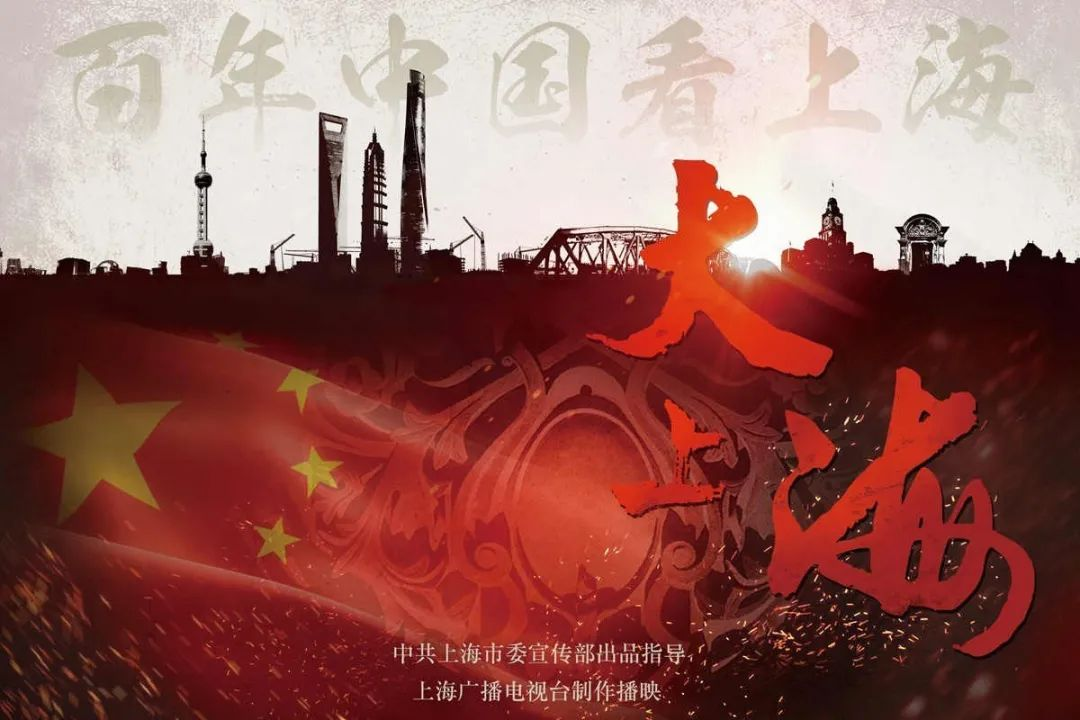 百年中国看上海
大
上海
中共上海市委宣传部出品指导
上海广播电视台制作播映